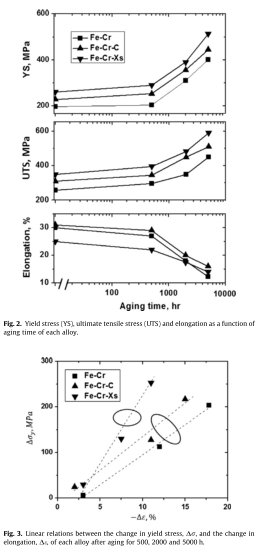 Fe-Cr
Fe-Cr-C
Fe-Cr-Xs
YS, MPa
600
400
200
UTS, MPa
600
400
200
Elongation, %
30
20
10
0
10
100
1000
10000
Aging time, hr
Fig. 2. Yield stress (YS), ultimate tensile stress (UTS) and elongation as a function of
aging time of each alloy.
Fe-Cr
Fe-Cr-C
Fe-Cr-Xs
Δσy, MPa
300
200
100
0
0
5
10
15
20
−Δε, %
Fig. 3. Linear relations between the change in yield stress, Δσ, and the change in
elongation, Δε, of each alloy after aging for 500, 2000 and 5000 h.